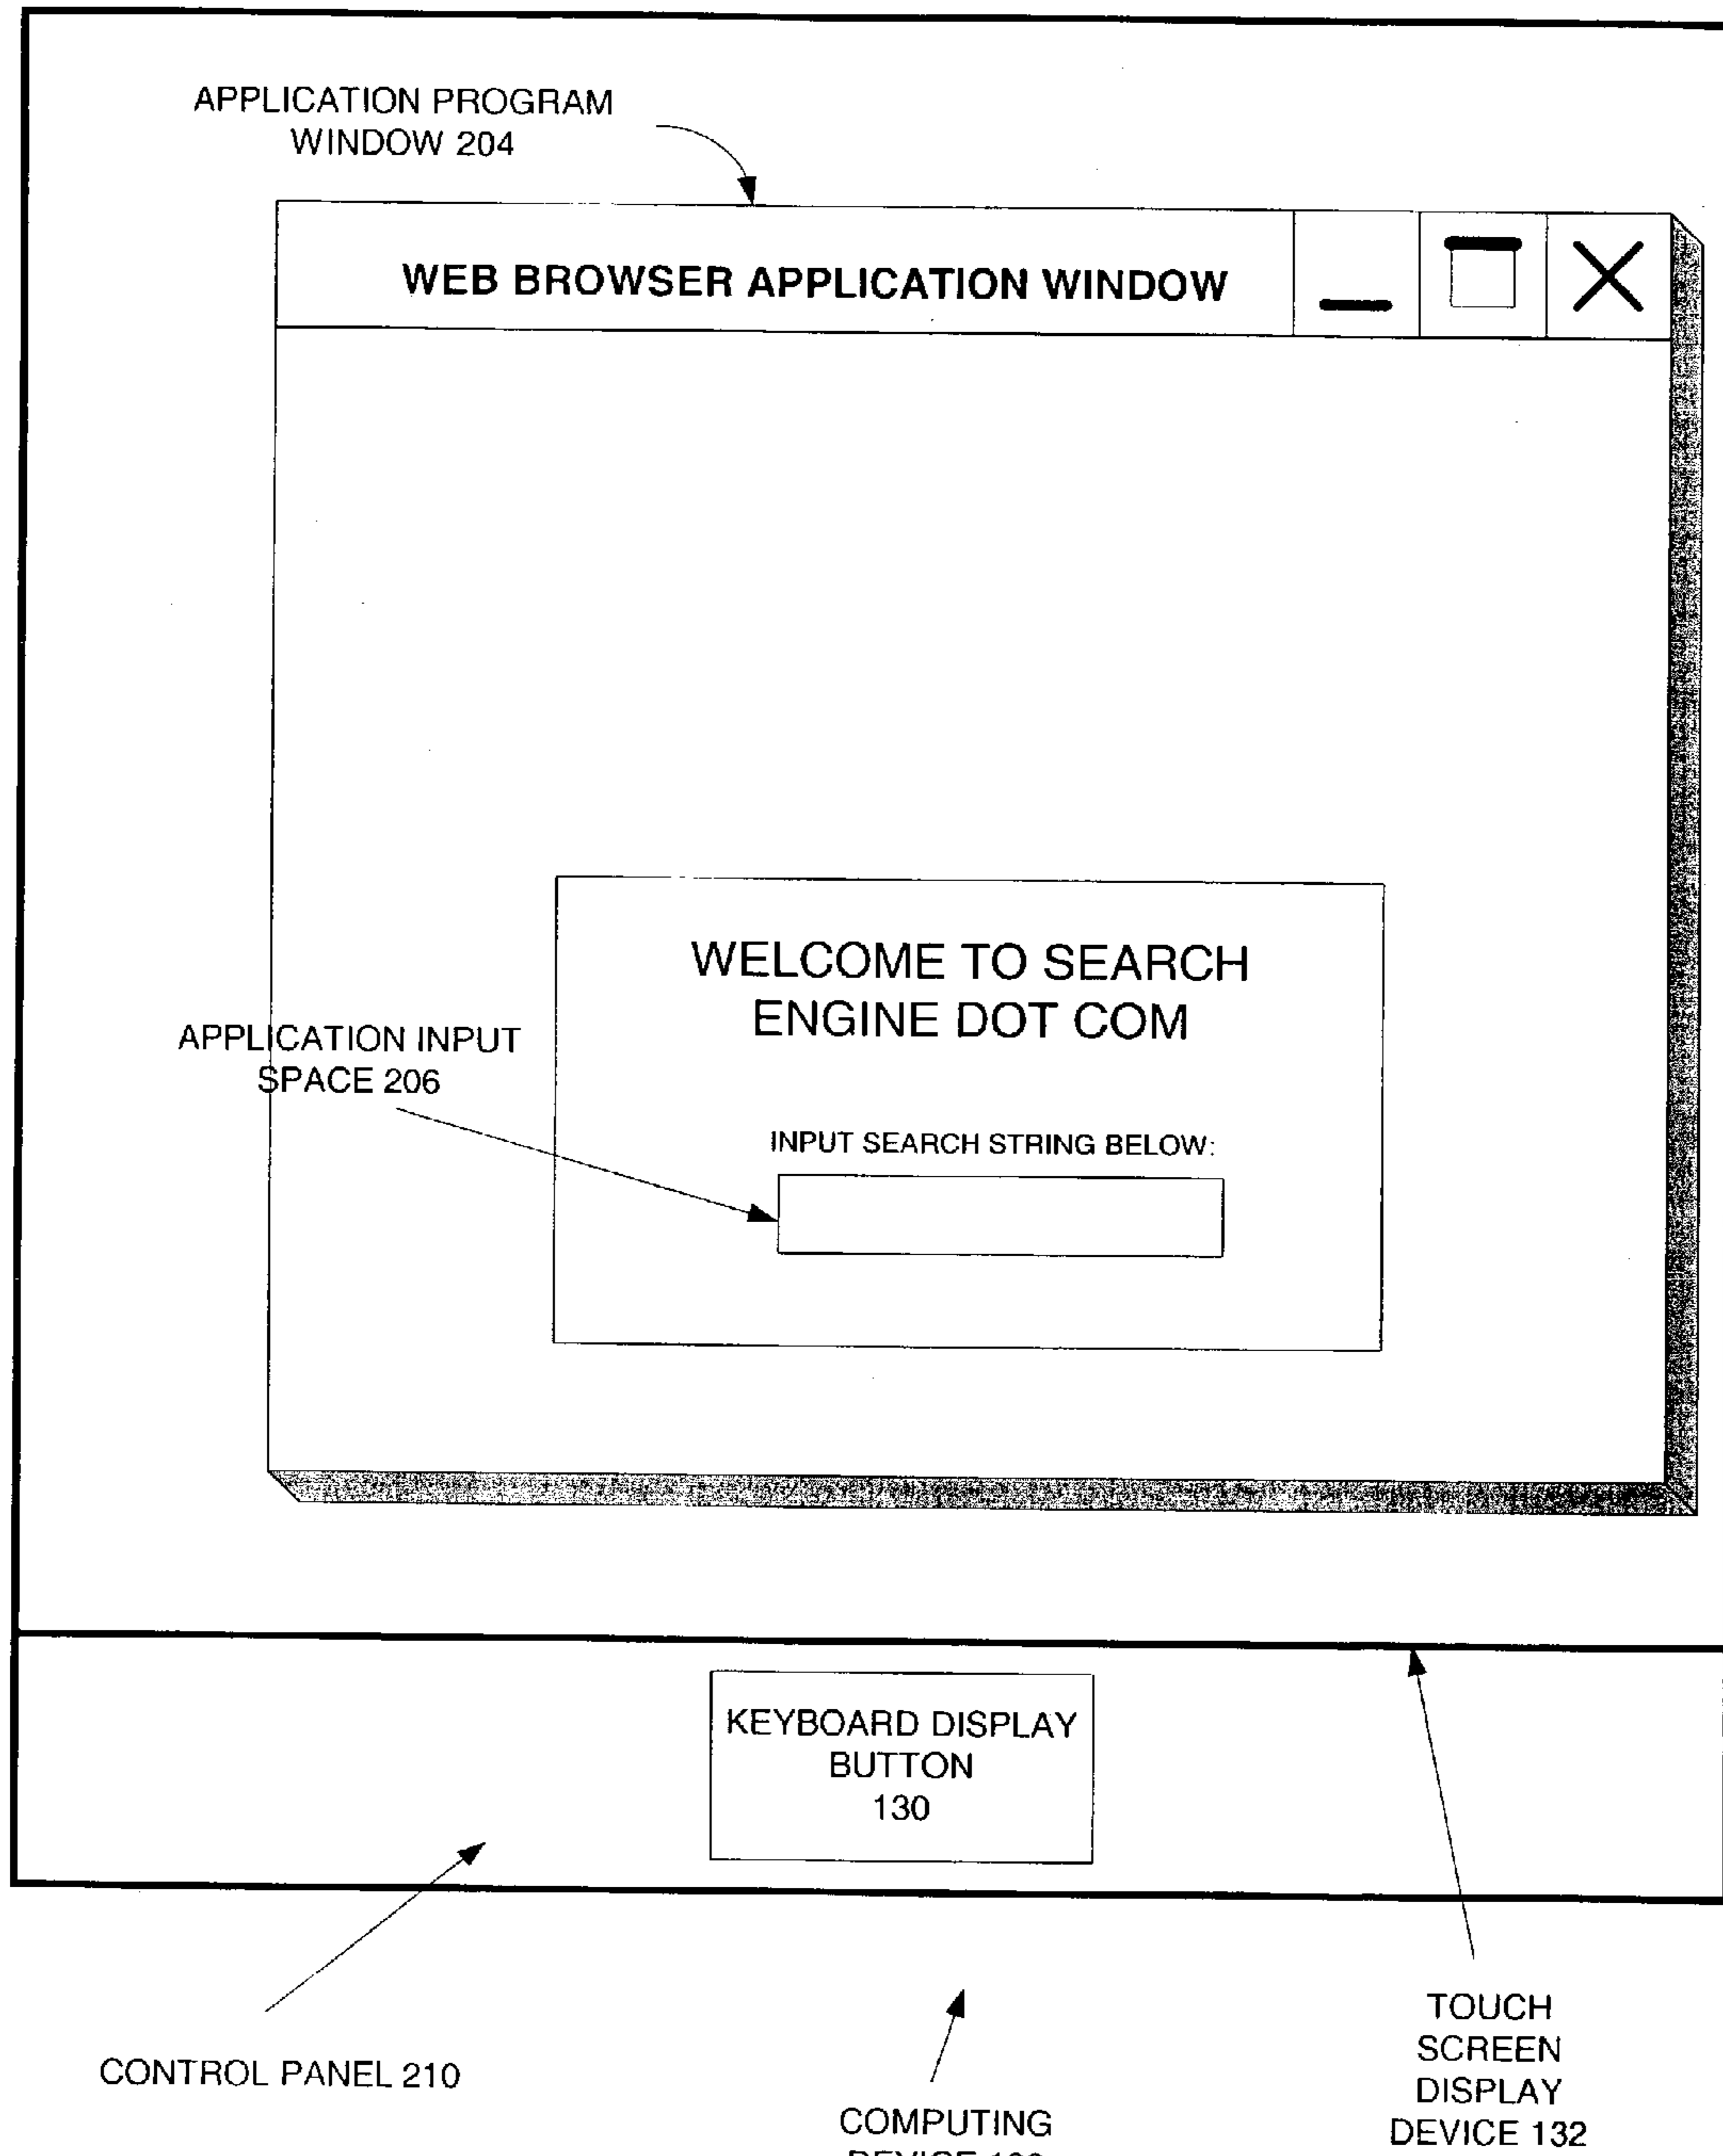 APPLICATION PROGRAM
WINDOW 204
WEB BROWSER APPLICATION WINDOW
WELCOME TO SEARCH
ENGINE DOT COM
APPLICATION INPUT
SPACE 206
INPUT SEARCH STRING BELOW:
KEYBOARD DISPLAY
BUTTON
130
CONTROL PANEL 210
COMPUTING
TOUCH
SCREEN
DISPLAY
DEVICE 132